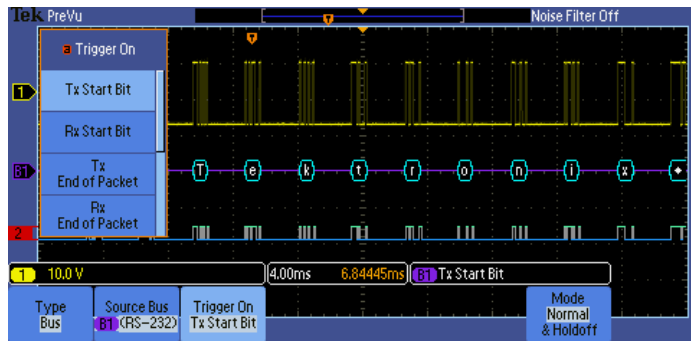 Tek PreVu Noise Filter Off
a Trigger On
Tx Start Bit
Rx Start Bit
Tx
End of Packet
Rx
End of Packet
1
B1 T e k t r o n i x
2
1 10.0 V 4.00ms 6.84445ms B1 Tx Start Bit
Type
Bus
Source Bus
B1 (RS-232)
Trigger On
Tx Start Bit
Mode
Normal
& Holdoff